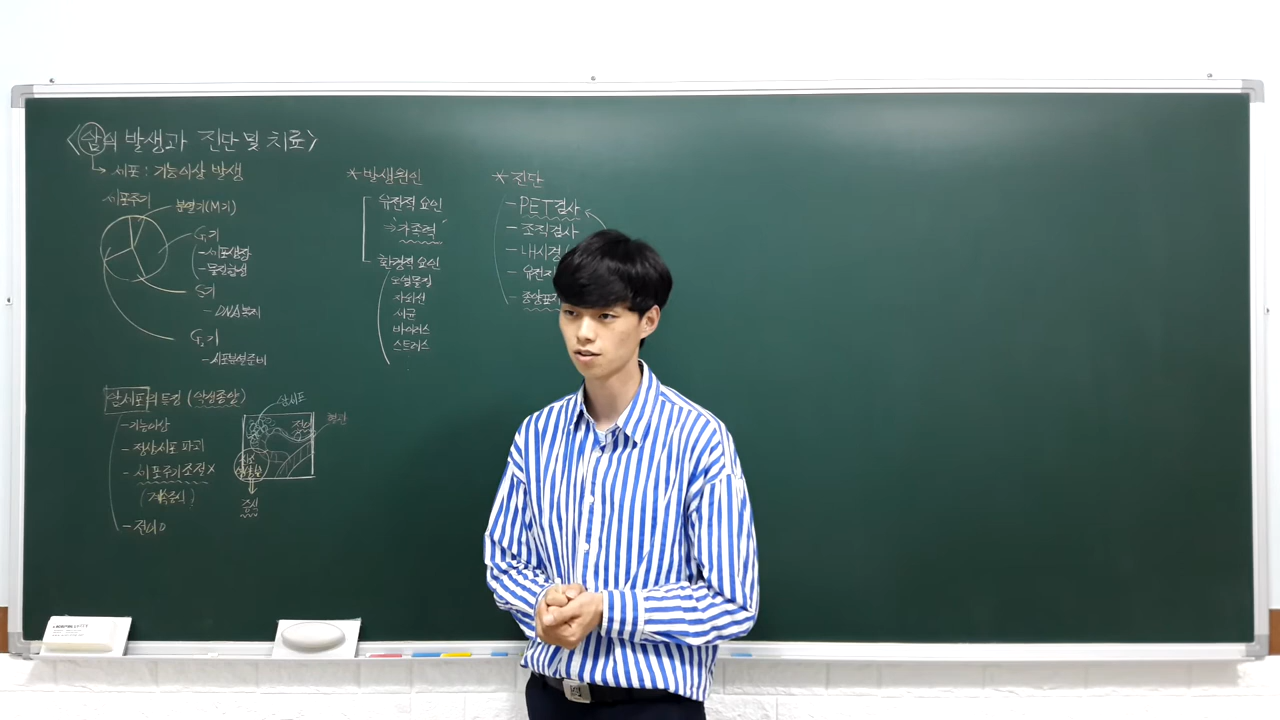 <암의 발생과 진단 및 치료>
세포 : 기능이상 발생
세포주기
분열기(M기)
G₁기
- 세포생장
- 물질합성
S기
- DNA복제
G₂기
- 세포분열준비
암세포의 특징 (악성종양)
- 기능이상
- 정상세포 파괴
- 세포주기조절×
(계속증식)
- 전이○
암세포
전이
혈관
증식
*발생원인
유전적 요인
⇒ 가족력
환경적 요인
오염물질
자외선
세균
바이러스
스트레스
*진단
- PET검사
- 조직검사
- 내시경
- 유전자
- 종양표지